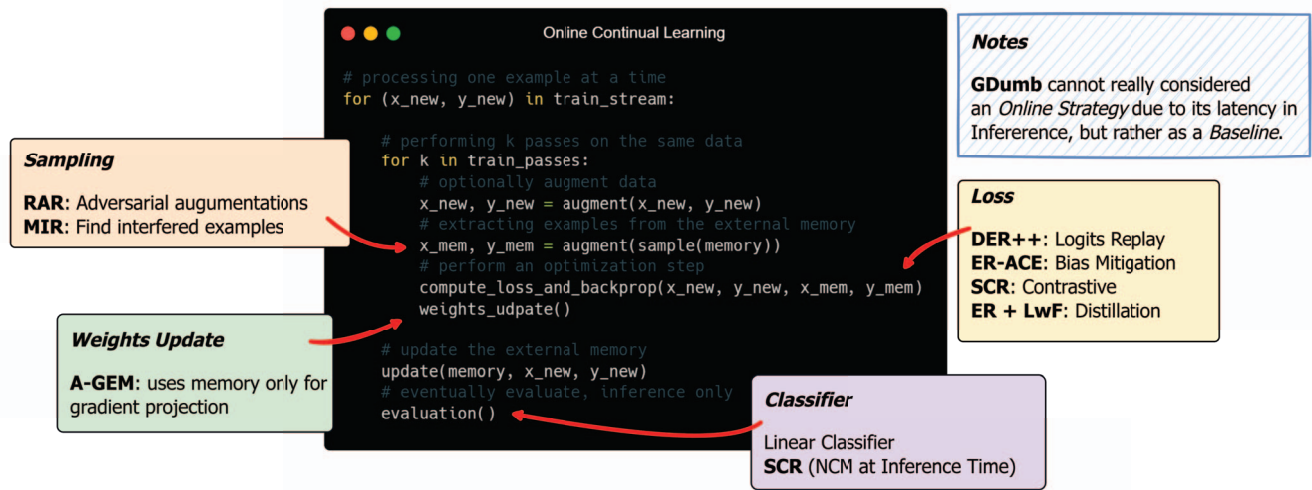 Online Continual Learning
# processing one example at a time
for (x_new, y_new) in train_stream:
# performing k passes on the same data
for k in train_passes:
# optionally augment data
x_new, y_new = augment(x_new, y_new)
# extracting examples from the external memory
x_mem, y_mem = augment(sample(memory))
# perform an optimization step
compute_loss_and_backprop(x_new, y_new, x_mem, y_mem)
weights_udpate()
# update the external memory
update(memory, x_new, y_new)
# eventually evaluate, inference only
evaluation()
Sampling
RAR: Adversarial augumentations
MIR: Find interfered examples
Weights Update
A-GEM: uses memory only for
gradient projection
Notes
GDumb cannot really considered
an Online Strategy due to its latency in
Infererence, but rather as a Baseline.
Loss
DER++: Logits Replay
ER-ACE: Bias Mitigation
SCR: Contrastive
ER + LwF: Distillation
Classifier
Linear Classifier
SCR (NCM at Inference Time)